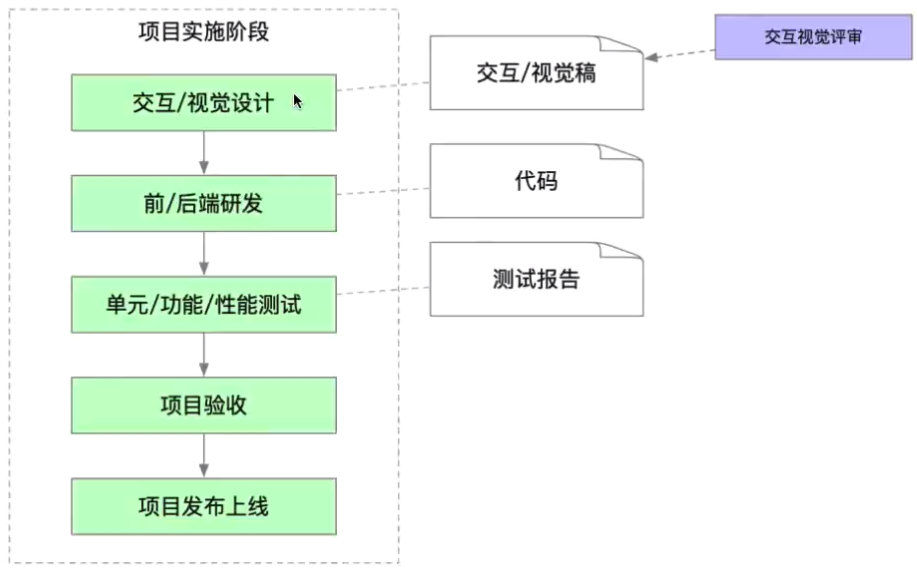 项目实施阶段
交互/视觉设计
前/后端研发
单元/功能/性能测试
项目验收
项目发布上线
交互/视觉稿
代码
测试报告
交互视觉评审